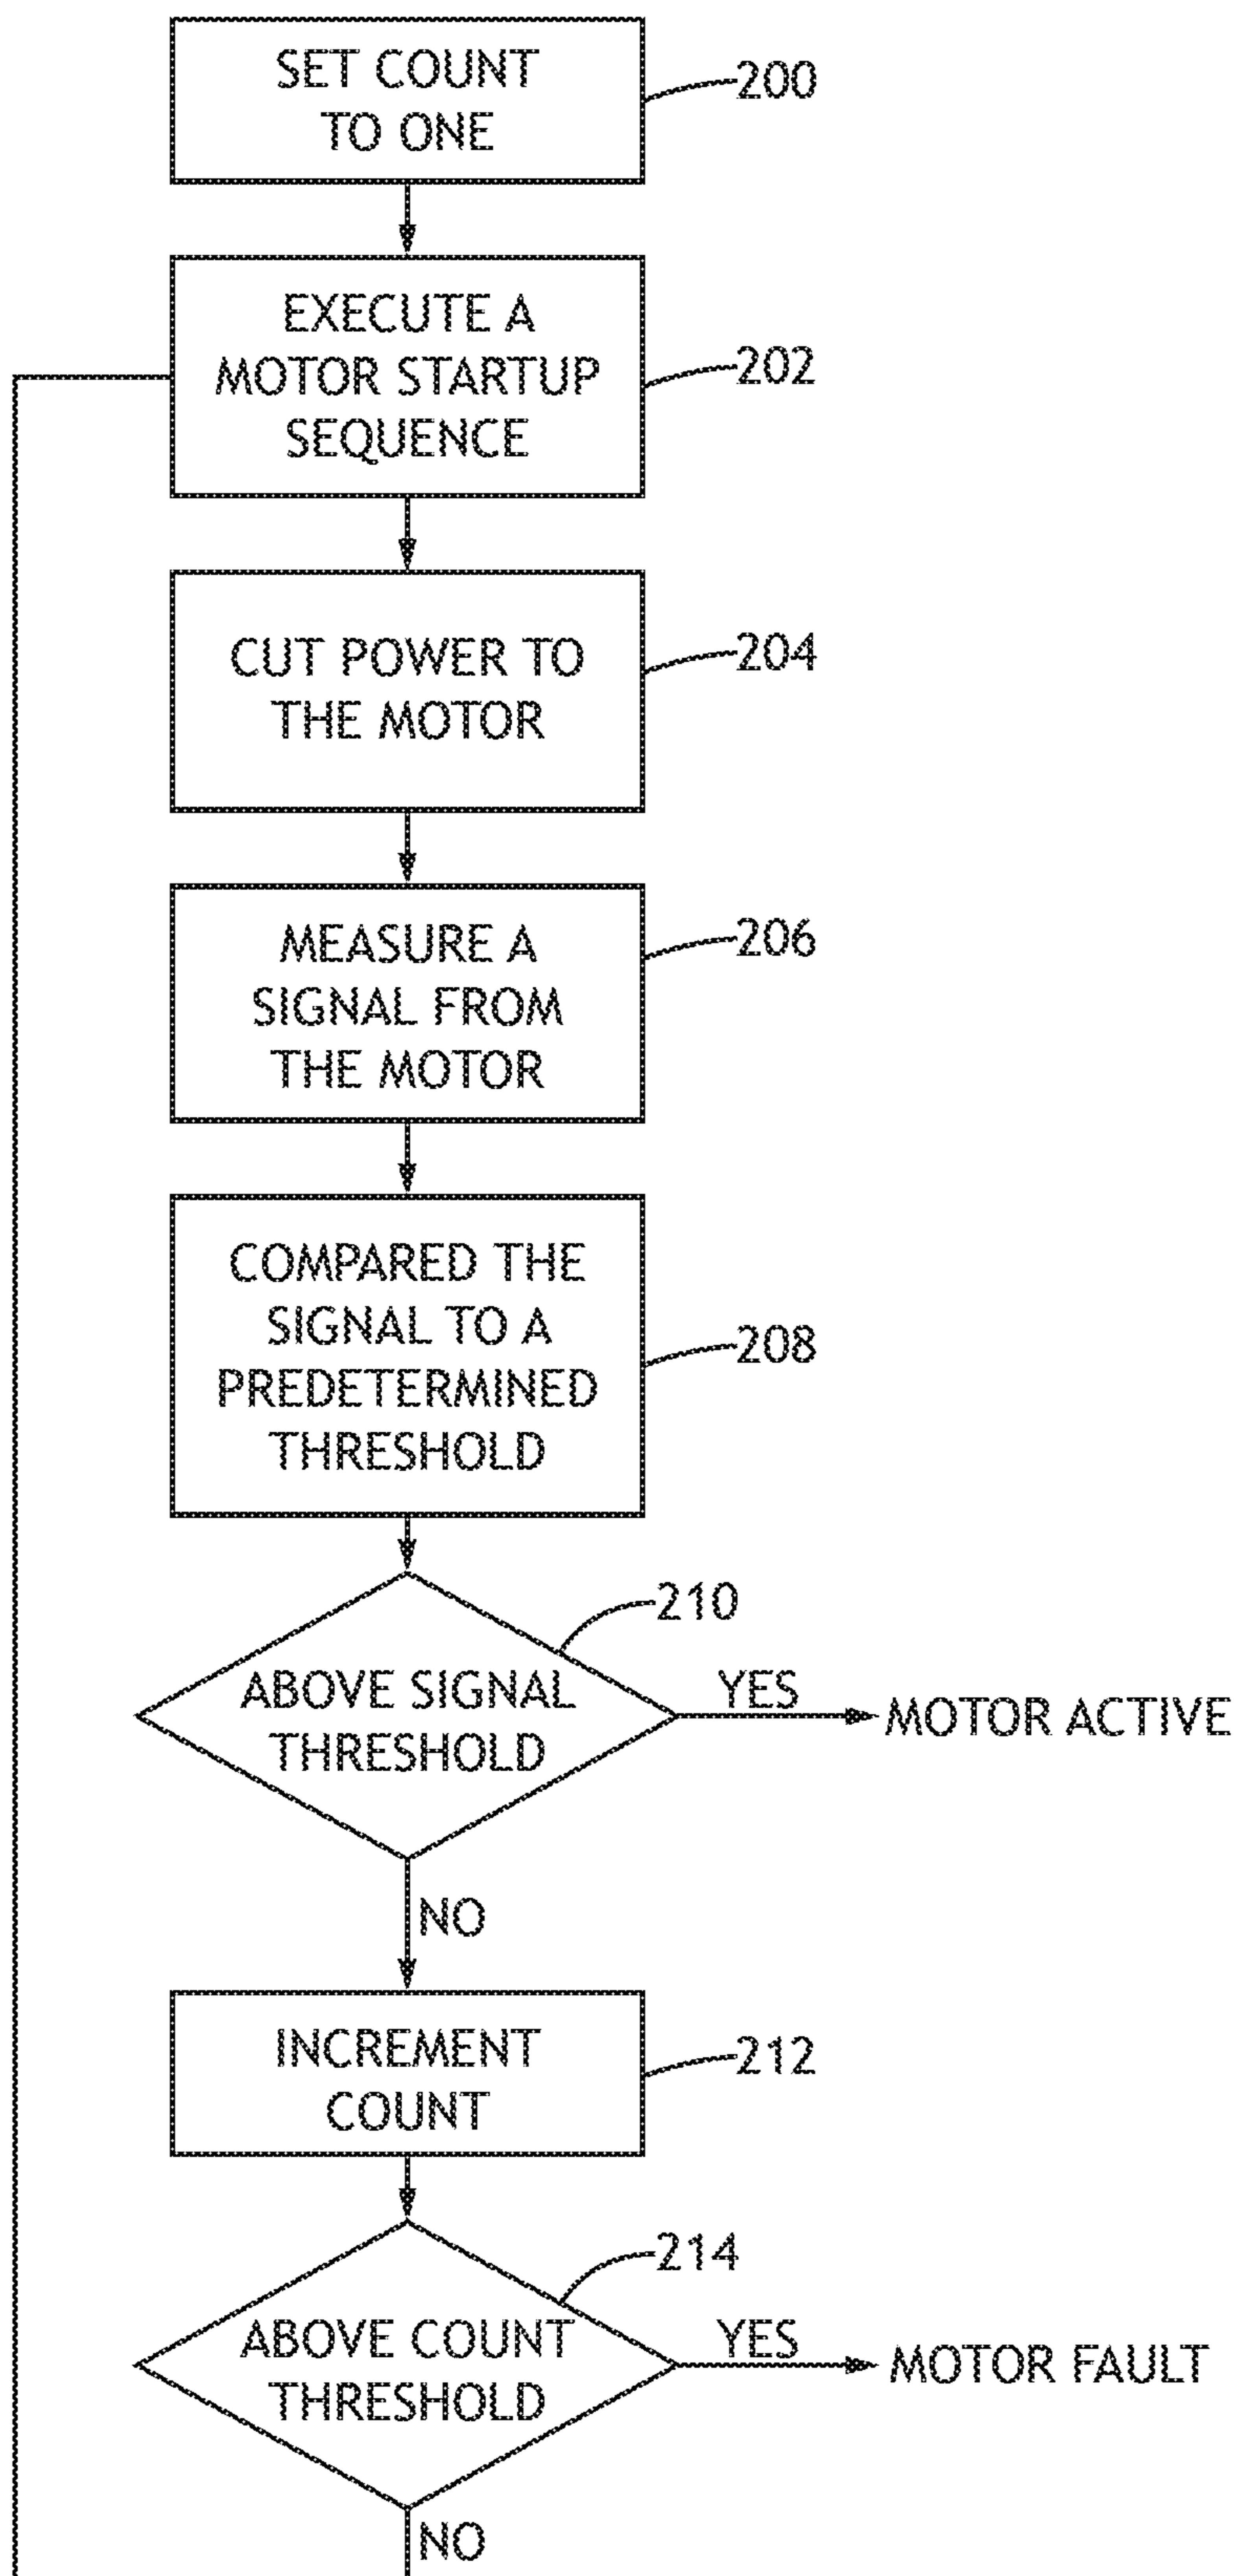 SET COUNT
TO ONE
200
EXECUTE A
MOTOR STARTUP
SEQUENCE
202
CUT POWER TO
THE MOTOR
204
MEASURE A
SIGNAL FROM
THE MOTOR
206
COMPARED THE
SIGNAL TO A
PREDETERMINED
THRESHOLD
208
210
ABOVE SIGNAL
THRESHOLD
YES
MOTOR ACTIVE
NO
INCREMENT
COUNT
212
214
ABOVE COUNT
THRESHOLD
YES
MOTOR FAULT
NO